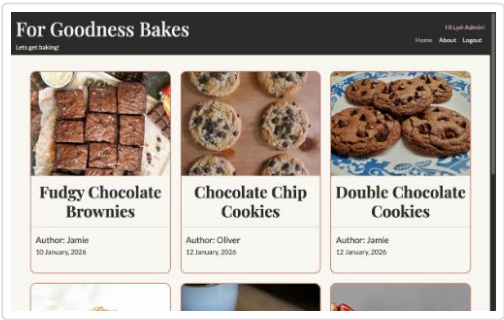 For Goodness Bakes
Lets get baking!
Hi Lyd-Admin!
Home About Logout
Fudgy Chocolate
Brownies
Author: Jamie
10 January, 2026
Chocolate Chip
Cookies
Author: Oliver
12 January, 2026
Double Chocolate
Cookies
Author: Jamie
12 January, 2026